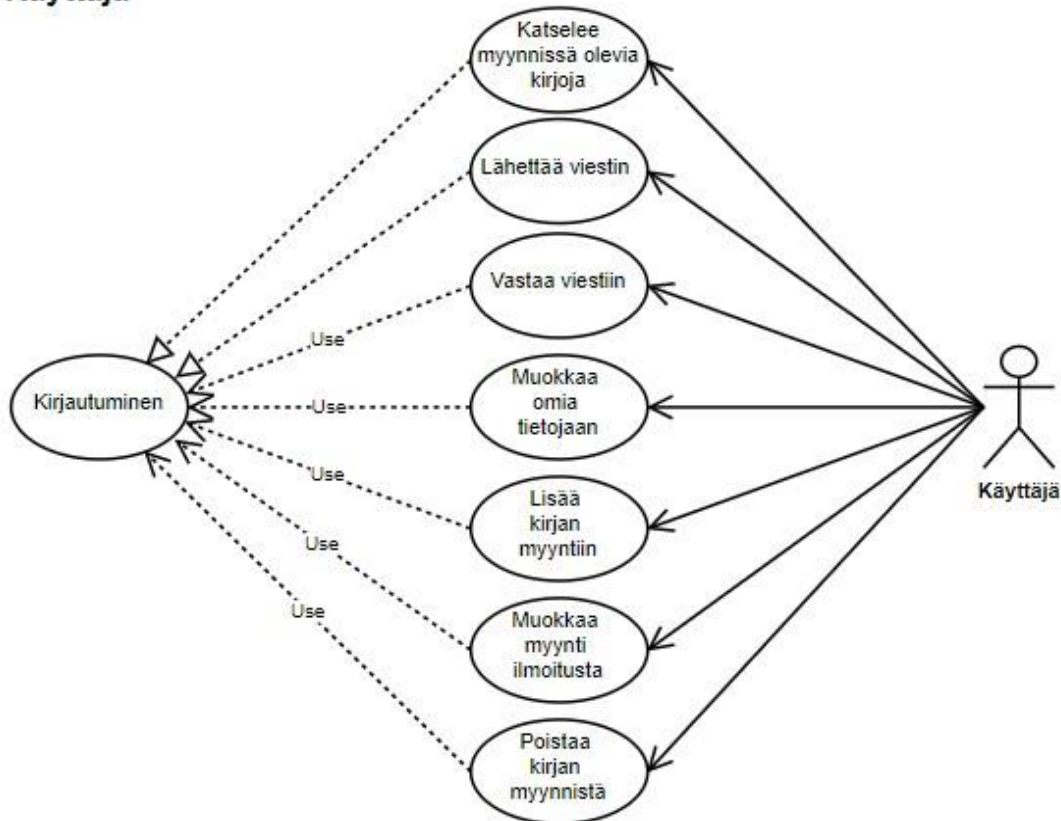 Käyttäjä
Katselee
myynnissä olevia
kirjoja
Lähettää viestin
Vastaa viestiin
Use
Kirjautuminen
Use
Muokkaa
omia
tietojaan
Käyttäjä
Use
Lisää
kirjan
myyntiin
Use
Muokkaa
myynti
ilmoitusta
Use
Poistaa
kirjan
myynnistä